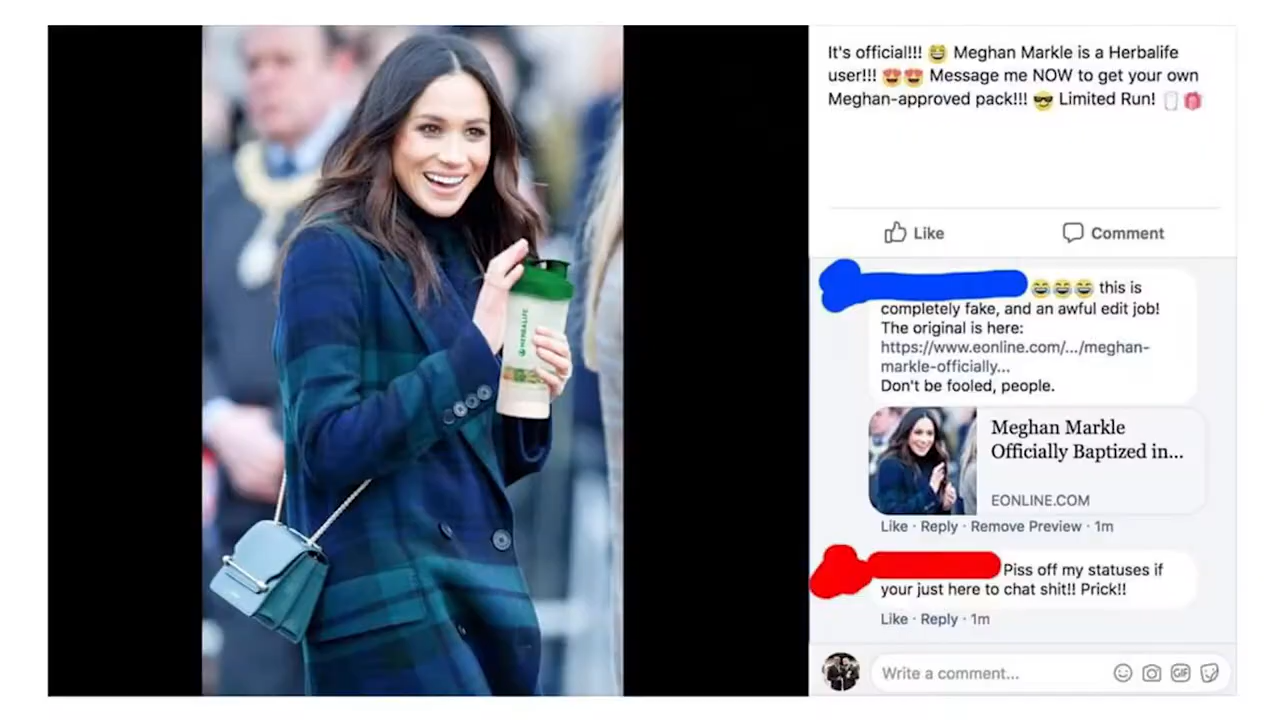 It's official!!! 😂 Meghan Markle is a Herbalife
user!!! 😍😍 Message me NOW to get your own
Meghan-approved pack!!! 😎 Limited Run! 🥛🎁
Like
Comment
HERBALIFE
😂😂😂 this is
completely fake, and an awful edit job!
The original is here:
https://www.eonline.com/.../meghan-
markle-officially...
Don't be fooled, people.
Meghan Markle
Officially Baptized in...
EONLINE.COM
Like · Reply · Remove Preview · 1m
Piss off my statuses if
your just here to chat shit!! Prick!!
Like · Reply · 1m
Write a comment...
GIF